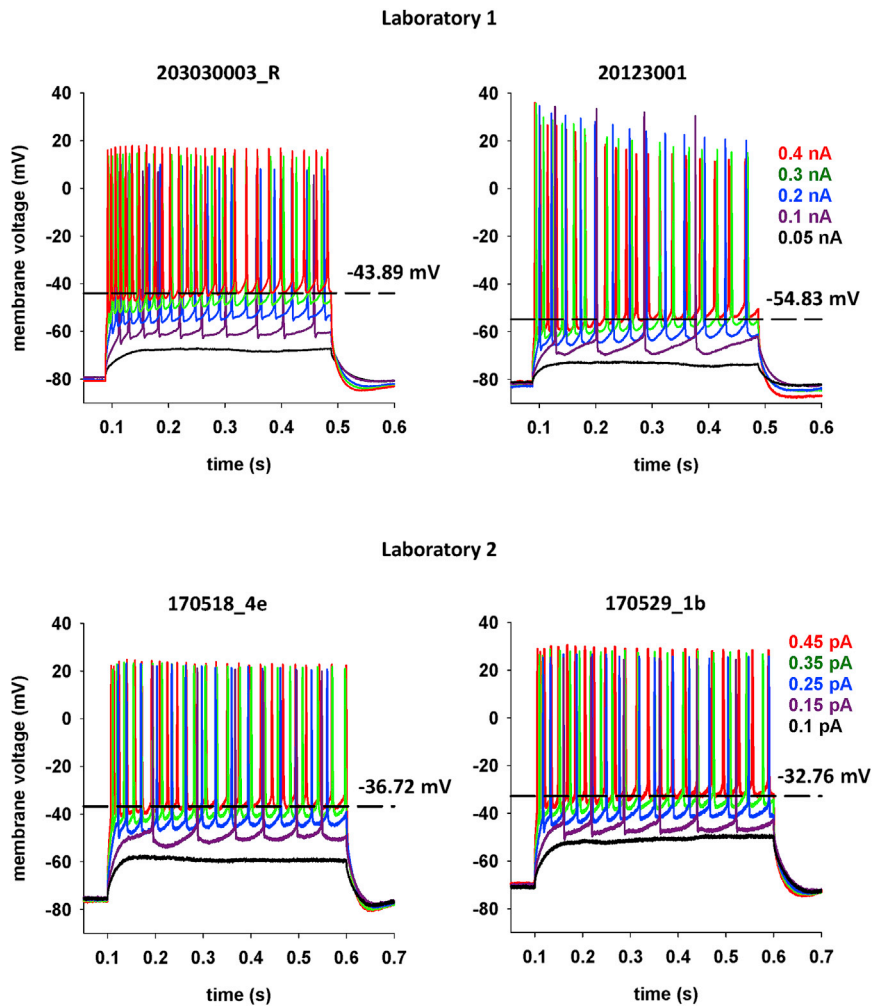 Laboratory 1
203030003_R
20123001
membrane voltage (mV)
40
20
0
-20
-40
-60
-80
-43.89 mV
0.1 0.2 0.3 0.4 0.5 0.6
time (s)
40
20
0
-20
-40
-60
-80
0.4 nA
0.3 nA
0.2 nA
0.1 nA
0.05 nA
-54.83 mV
0.1 0.2 0.3 0.4 0.5 0.6
time (s)
Laboratory 2
170518_4e
170529_1b
membrane voltage (mV)
40
20
0
-20
-40
-60
-80
-36.72 mV
0.1 0.2 0.3 0.4 0.5 0.6 0.7
time (s)
40
20
0
-20
-40
-60
-80
0.45 pA
0.35 pA
0.25 pA
0.15 pA
0.1 pA
-32.76 mV
0.1 0.2 0.3 0.4 0.5 0.6 0.7
time (s)